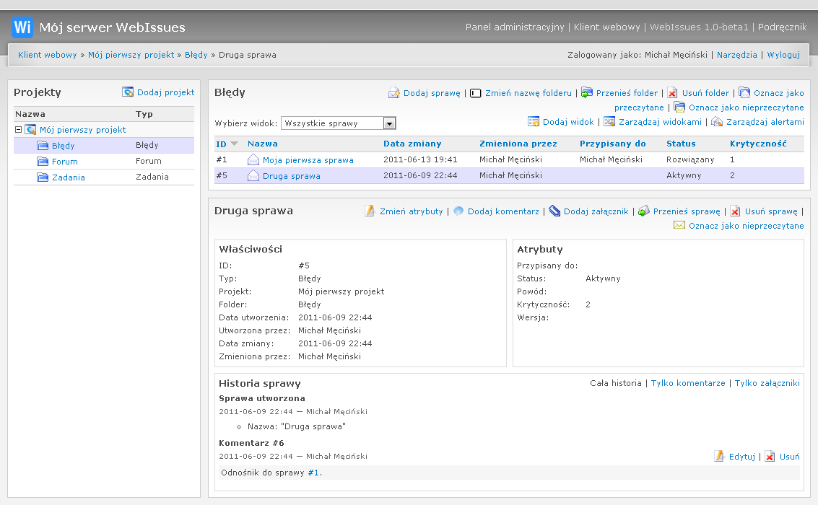 Wi Mój serwer WebIssues
Panel administracyjny | Klient webowy | WebIssues 1.0-beta1 | Podręcznik
Klient webowy » Mój pierwszy projekt » Błędy » Druga sprawa
Zalogowany jako: Michał Męciński | Narzędzia | Wyloguj
Projekty
Dodaj projekt
Nazwa Typ
Mój pierwszy projekt
Błędy Błędy
Forum Forum
Zadania Zadania
Błędy
Dodaj sprawę | Zmień nazwę folderu | Przenieś folder | Usuń folder | Oznacz jako
przeczytane | Oznacz jako nieprzeczytane
Wybierz widok: Wszystkie sprawy
Dodaj widok | Zarządzaj widokami | Zarządzaj alertami
ID Nazwa Data zmiany Zmieniona przez Przypisany do Status Krytyczność
#1 Moja pierwsza sprawa 2011-06-13 19:41 Michał Męciński Michał Męciński Rozwiązany 1
#5 Druga sprawa 2011-06-09 22:44 Michał Męciński Aktywny 2
Druga sprawa
Zmień atrybuty | Dodaj komentarz | Dodaj załącznik | Przenieś sprawę | Usuń sprawę |
Oznacz jako nieprzeczytane
Właściwości
ID: #5
Typ: Błędy
Projekt: Mój pierwszy projekt
Folder: Błędy
Data utworzenia: 2011-06-09 22:44
Utworzona przez: Michał Męciński
Data zmiany: 2011-06-09 22:44
Zmieniona przez: Michał Męciński
Atrybuty
Przypisany do:
Status: Aktywny
Powód:
Krytyczność: 2
Wersja:
Historia sprawy
Cała historia | Tylko komentarze | Tylko załączniki
Sprawa utworzona
2011-06-09 22:44 — Michał Męciński
Nazwa: "Druga sprawa"
Komentarz #6
2011-06-09 22:44 — Michał Męciński
Edytuj | Usuń
Odnośnik do sprawy #1.